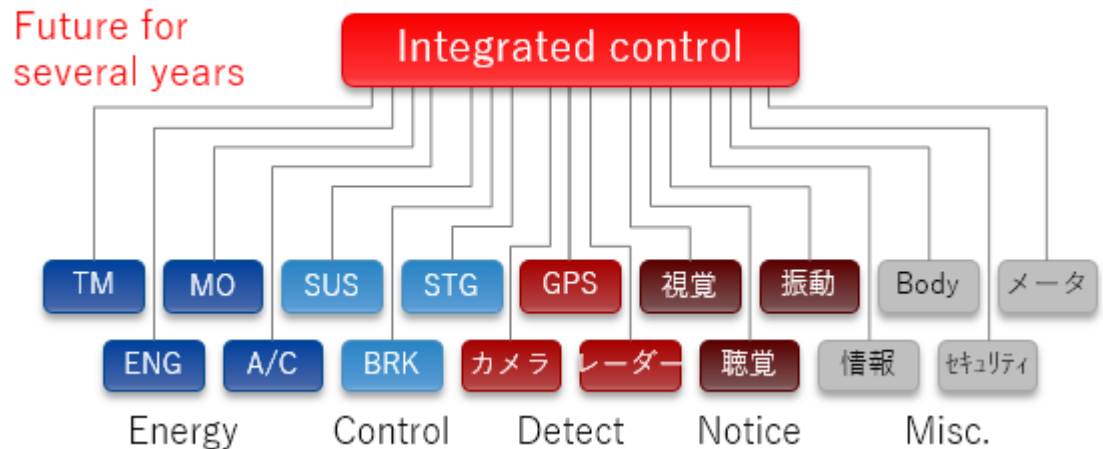 Future for
several years
Integrated control
TM
MO
SUS
STG
GPS
視覚
振動
Body
メータ
ENG
A/C
BRK
カメラ
レーダー
聴覚
情報
セキュリティ
Energy
Control
Detect
Notice
Misc.